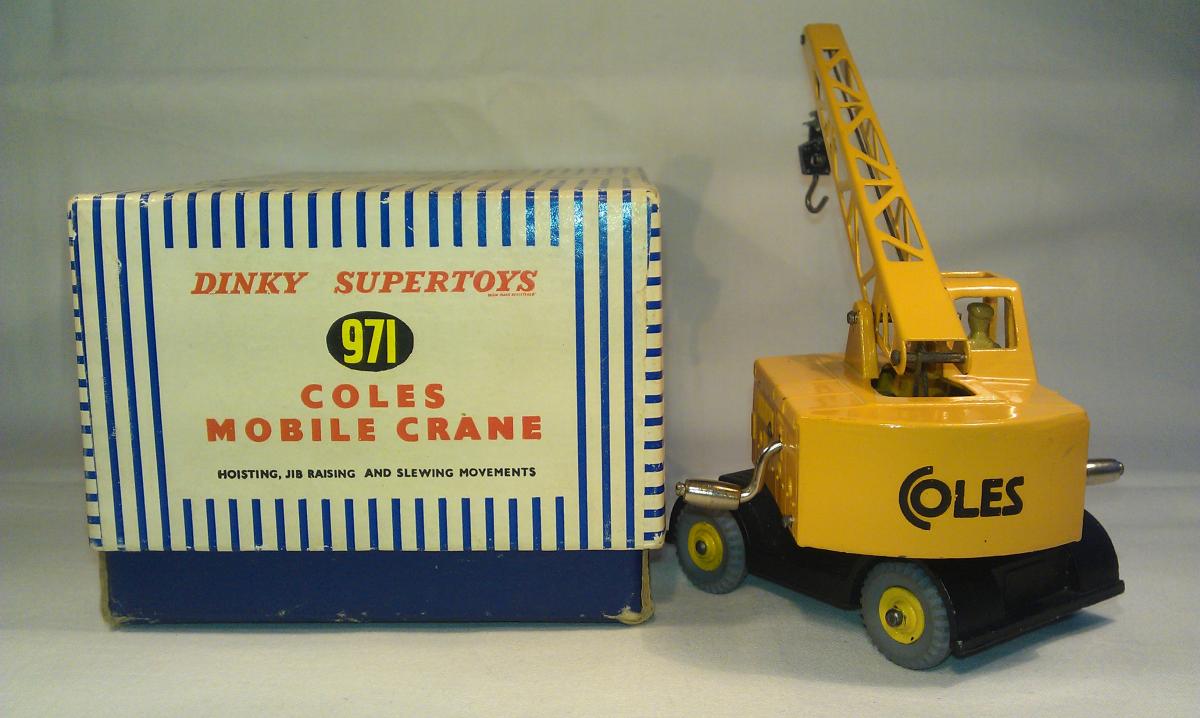 DINKY SUPERTOYS
971
COLES
MOBILE CRANE
HOISTING, JIB RAISING AND SLEWING MOVEMENTS
COLES